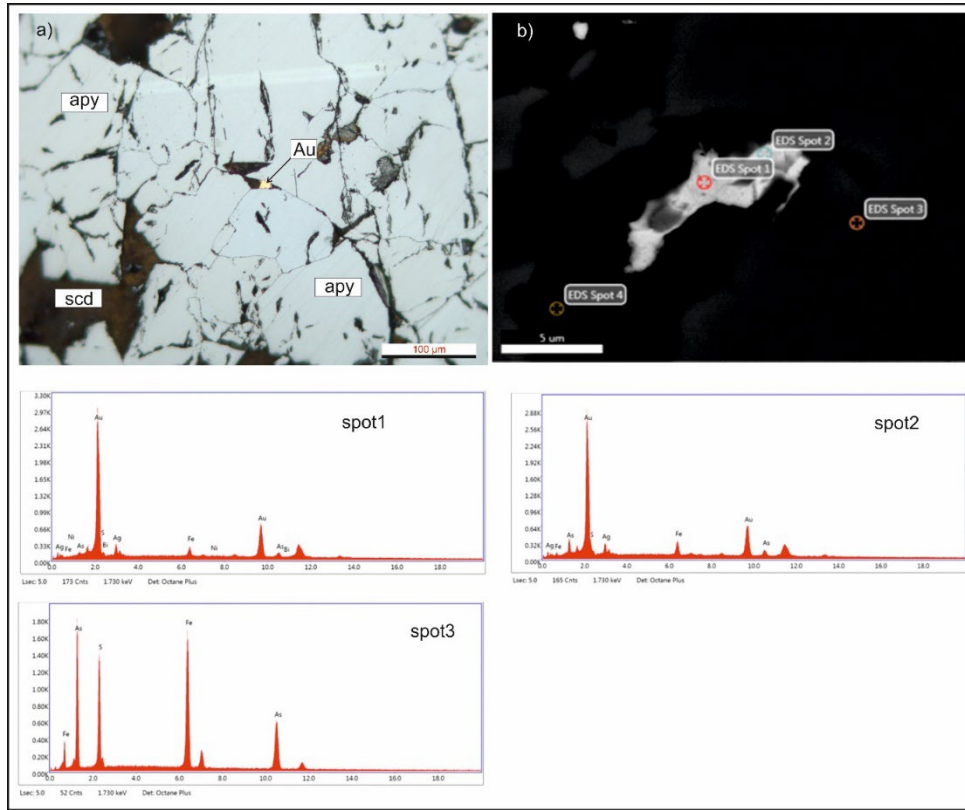 a)
apy
Au
apy
scd
100 µm
b)
EDS Spot 2
EDS Spot 1
EDS Spot 3
EDS Spot 4
5 um
spot1
3.30K
2.97K
2.64K
2.31K
1.98K
1.65K
1.32K
0.99K
0.66K
0.33K
0.00K
Au
Ni
Ag
Fe
As
S
Bi
Ag
Fe
Ni
Au
As
Bi
0.0 2.0 4.0 6.0 8.0 10.0 12.0 14.0 16.0 18.0
Lsec: 5.0 173 Cnts 1.730 keV Det: Octane Plus
spot2
2.88K
2.56K
2.24K
1.92K
1.60K
1.28K
0.96K
0.64K
0.32K
0.00K
Au
Ag
Fe
As
S
Ag
Fe
Au
As
0.0 2.0 4.0 6.0 8.0 10.0 12.0 14.0 16.0 18.0
Lsec: 5.0 165 Cnts 1.730 keV Det: Octane Plus
spot3
1.80K
1.60K
1.40K
1.20K
1.00K
0.80K
0.60K
0.40K
0.20K
0.00K
Fe
As
S
Fe
As
0.0 2.0 4.0 6.0 8.0 10.0 12.0 14.0 16.0 18.0
Lsec: 5.0 52 Cnts 1.730 keV Det: Octane Plus